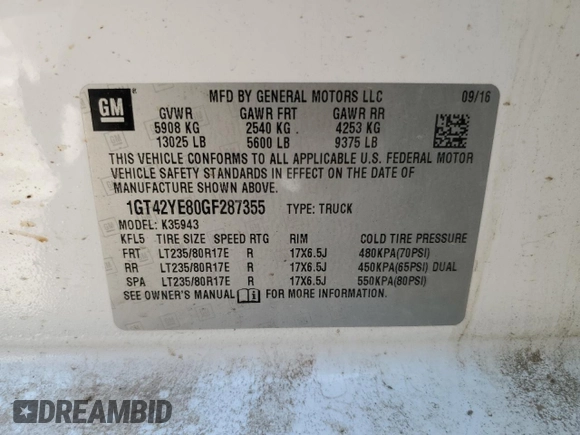 GM
MFD BY GENERAL MOTORS LLC 09/16
GVWR GAWR FRT GAWR RR
5908 KG 2540 KG 4253 KG
13025 LB 5600 LB 9375 LB
THIS VEHICLE CONFORMS TO ALL APPLICABLE U.S. FEDERAL MOTOR
VEHICLE SAFETY STANDARDS IN EFFECT ON THE DATE OF
MANUFACTURE SHOWN ABOVE.
1GT42YE80GF287355 TYPE: TRUCK
MODEL: K35943
KFL5 TIRE SIZE SPEED RTG RIM COLD TIRE PRESSURE
FRT LT235/80R17E R 17X6.5J 480KPA(70PSI)
RR LT235/80R17E R 17X6.5J 450KPA(65PSI) DUAL
SPA LT235/80R17E R 17X6.5J 550KPA(80PSI)
SEE OWNER'S MANUAL i FOR MORE INFORMATION.
DREAMBID